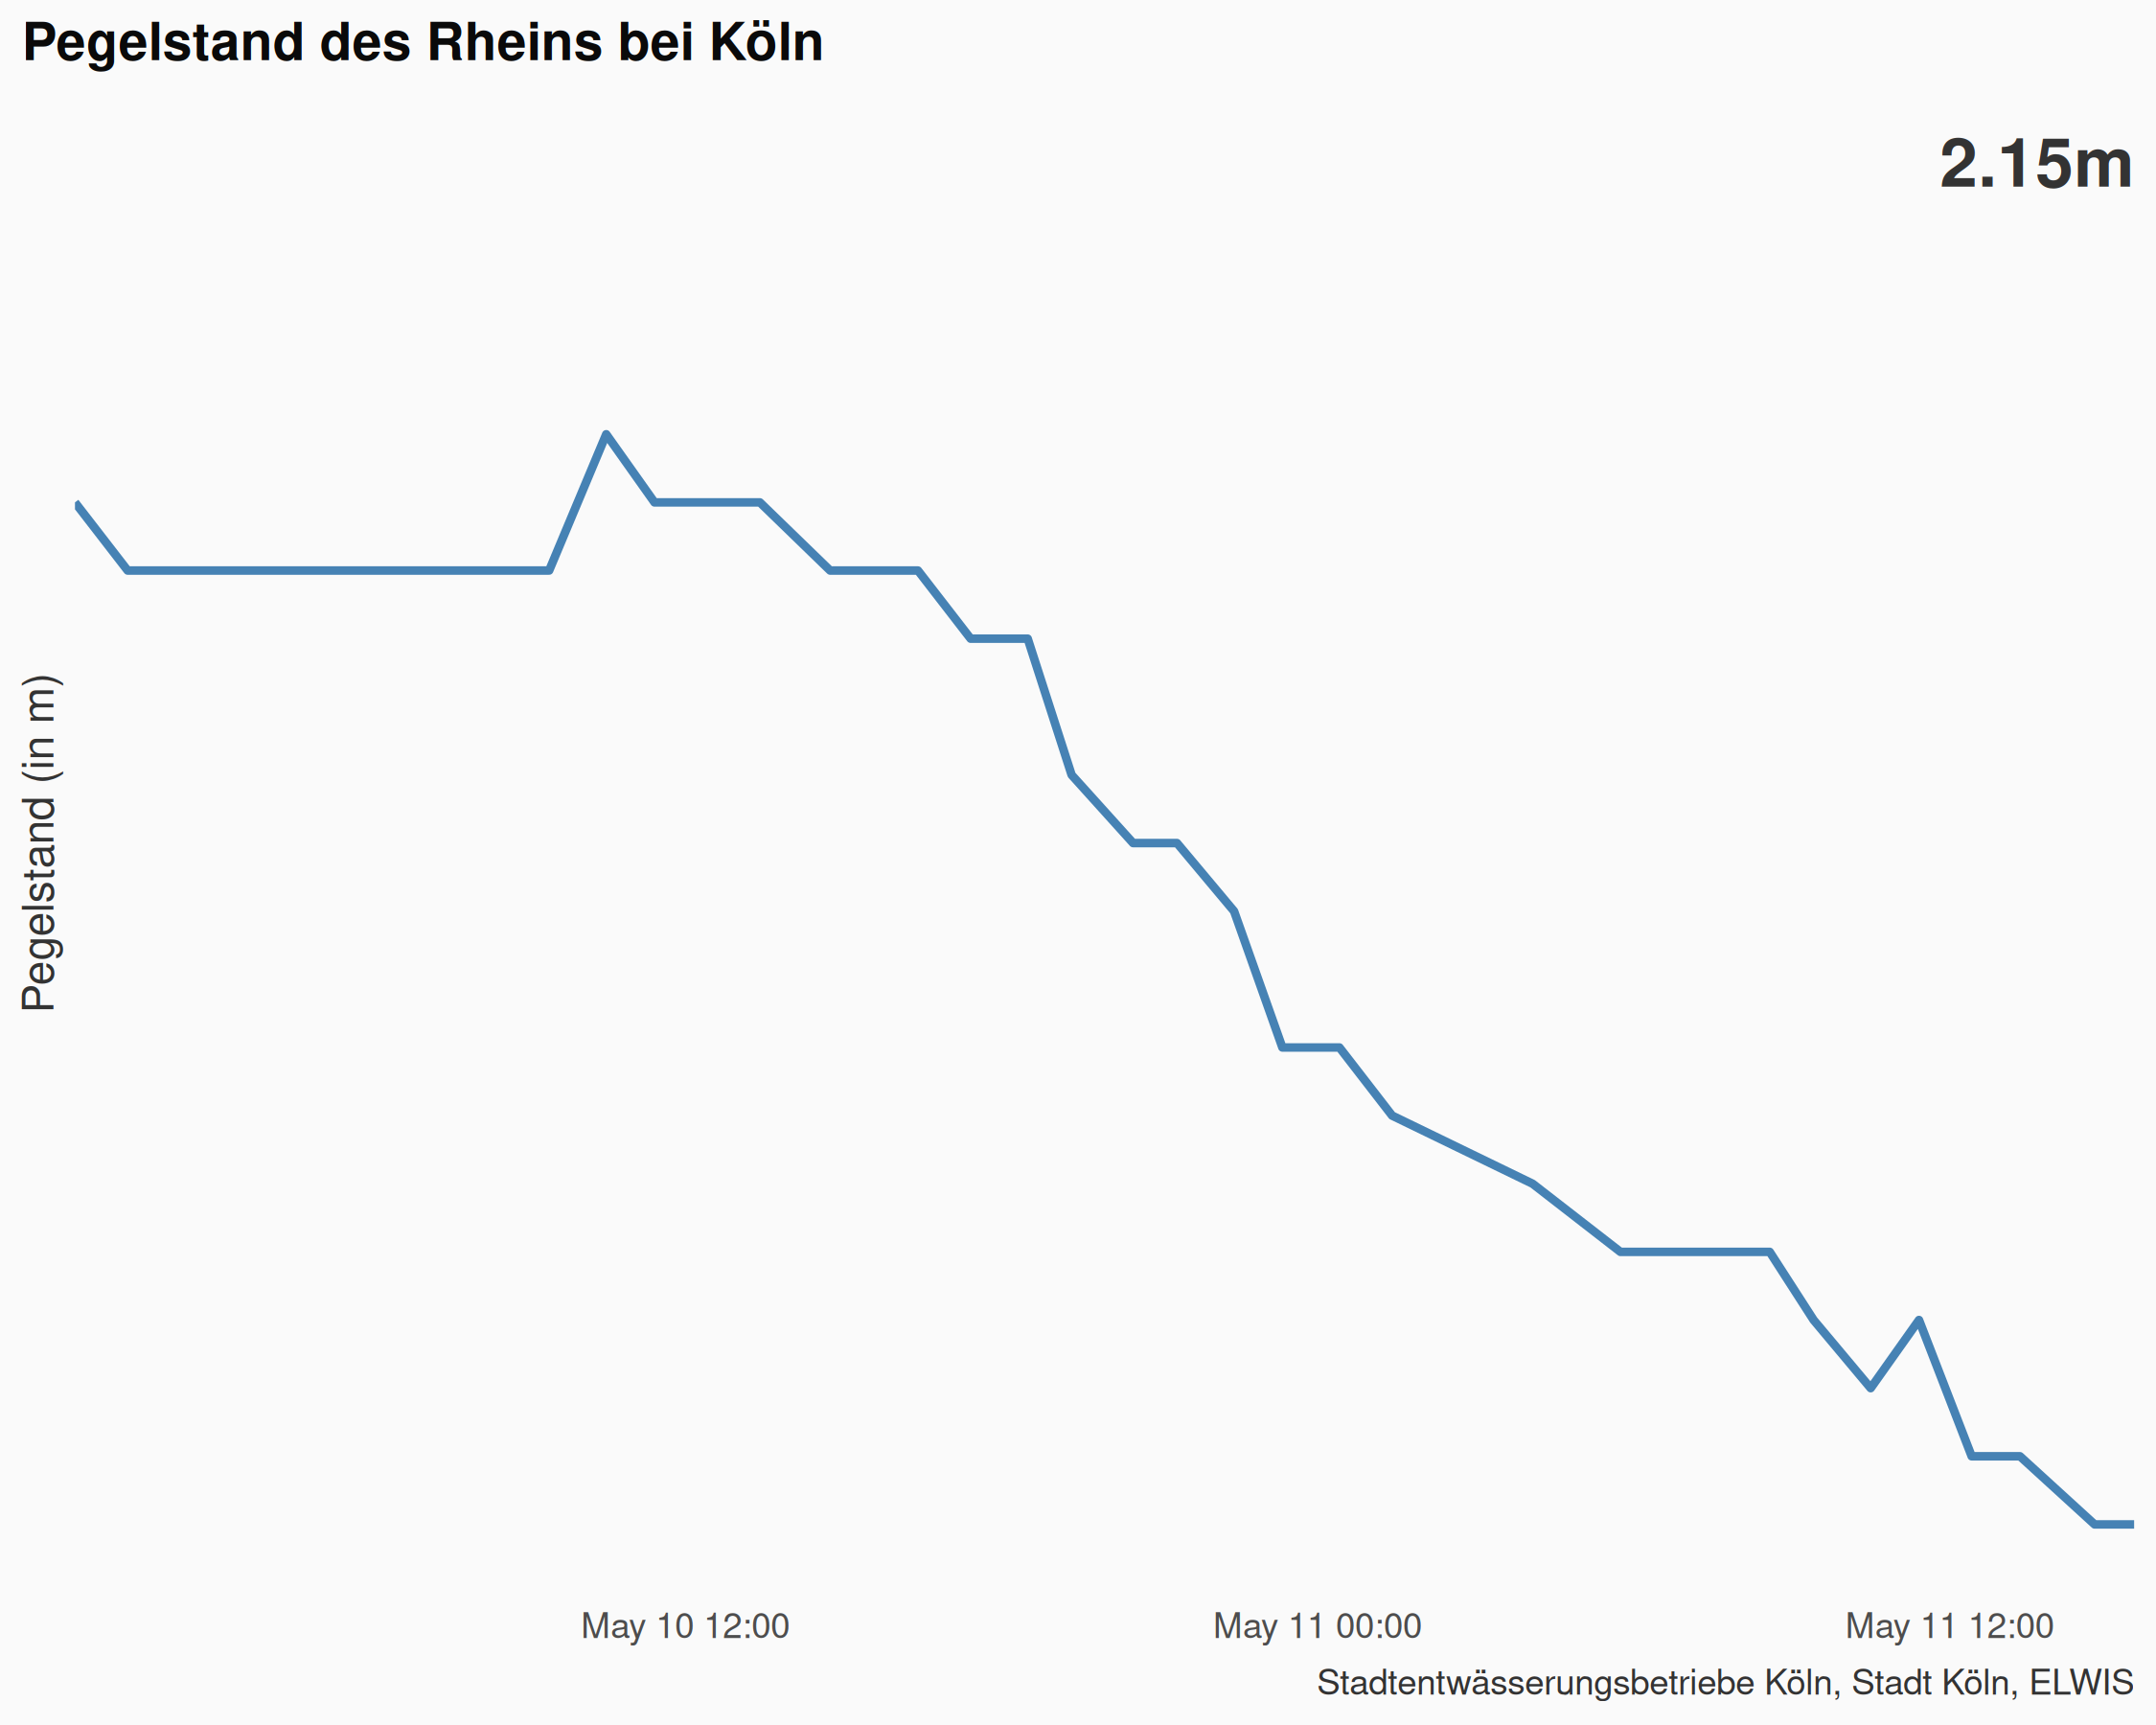 Pegelstand des Rheins bei Köln
2.15m
Pegelstand (in m)
May 10 12:00
May 11 00:00
May 11 12:00
Stadtentwässerungsbetriebe Köln, Stadt Köln, ELWIS